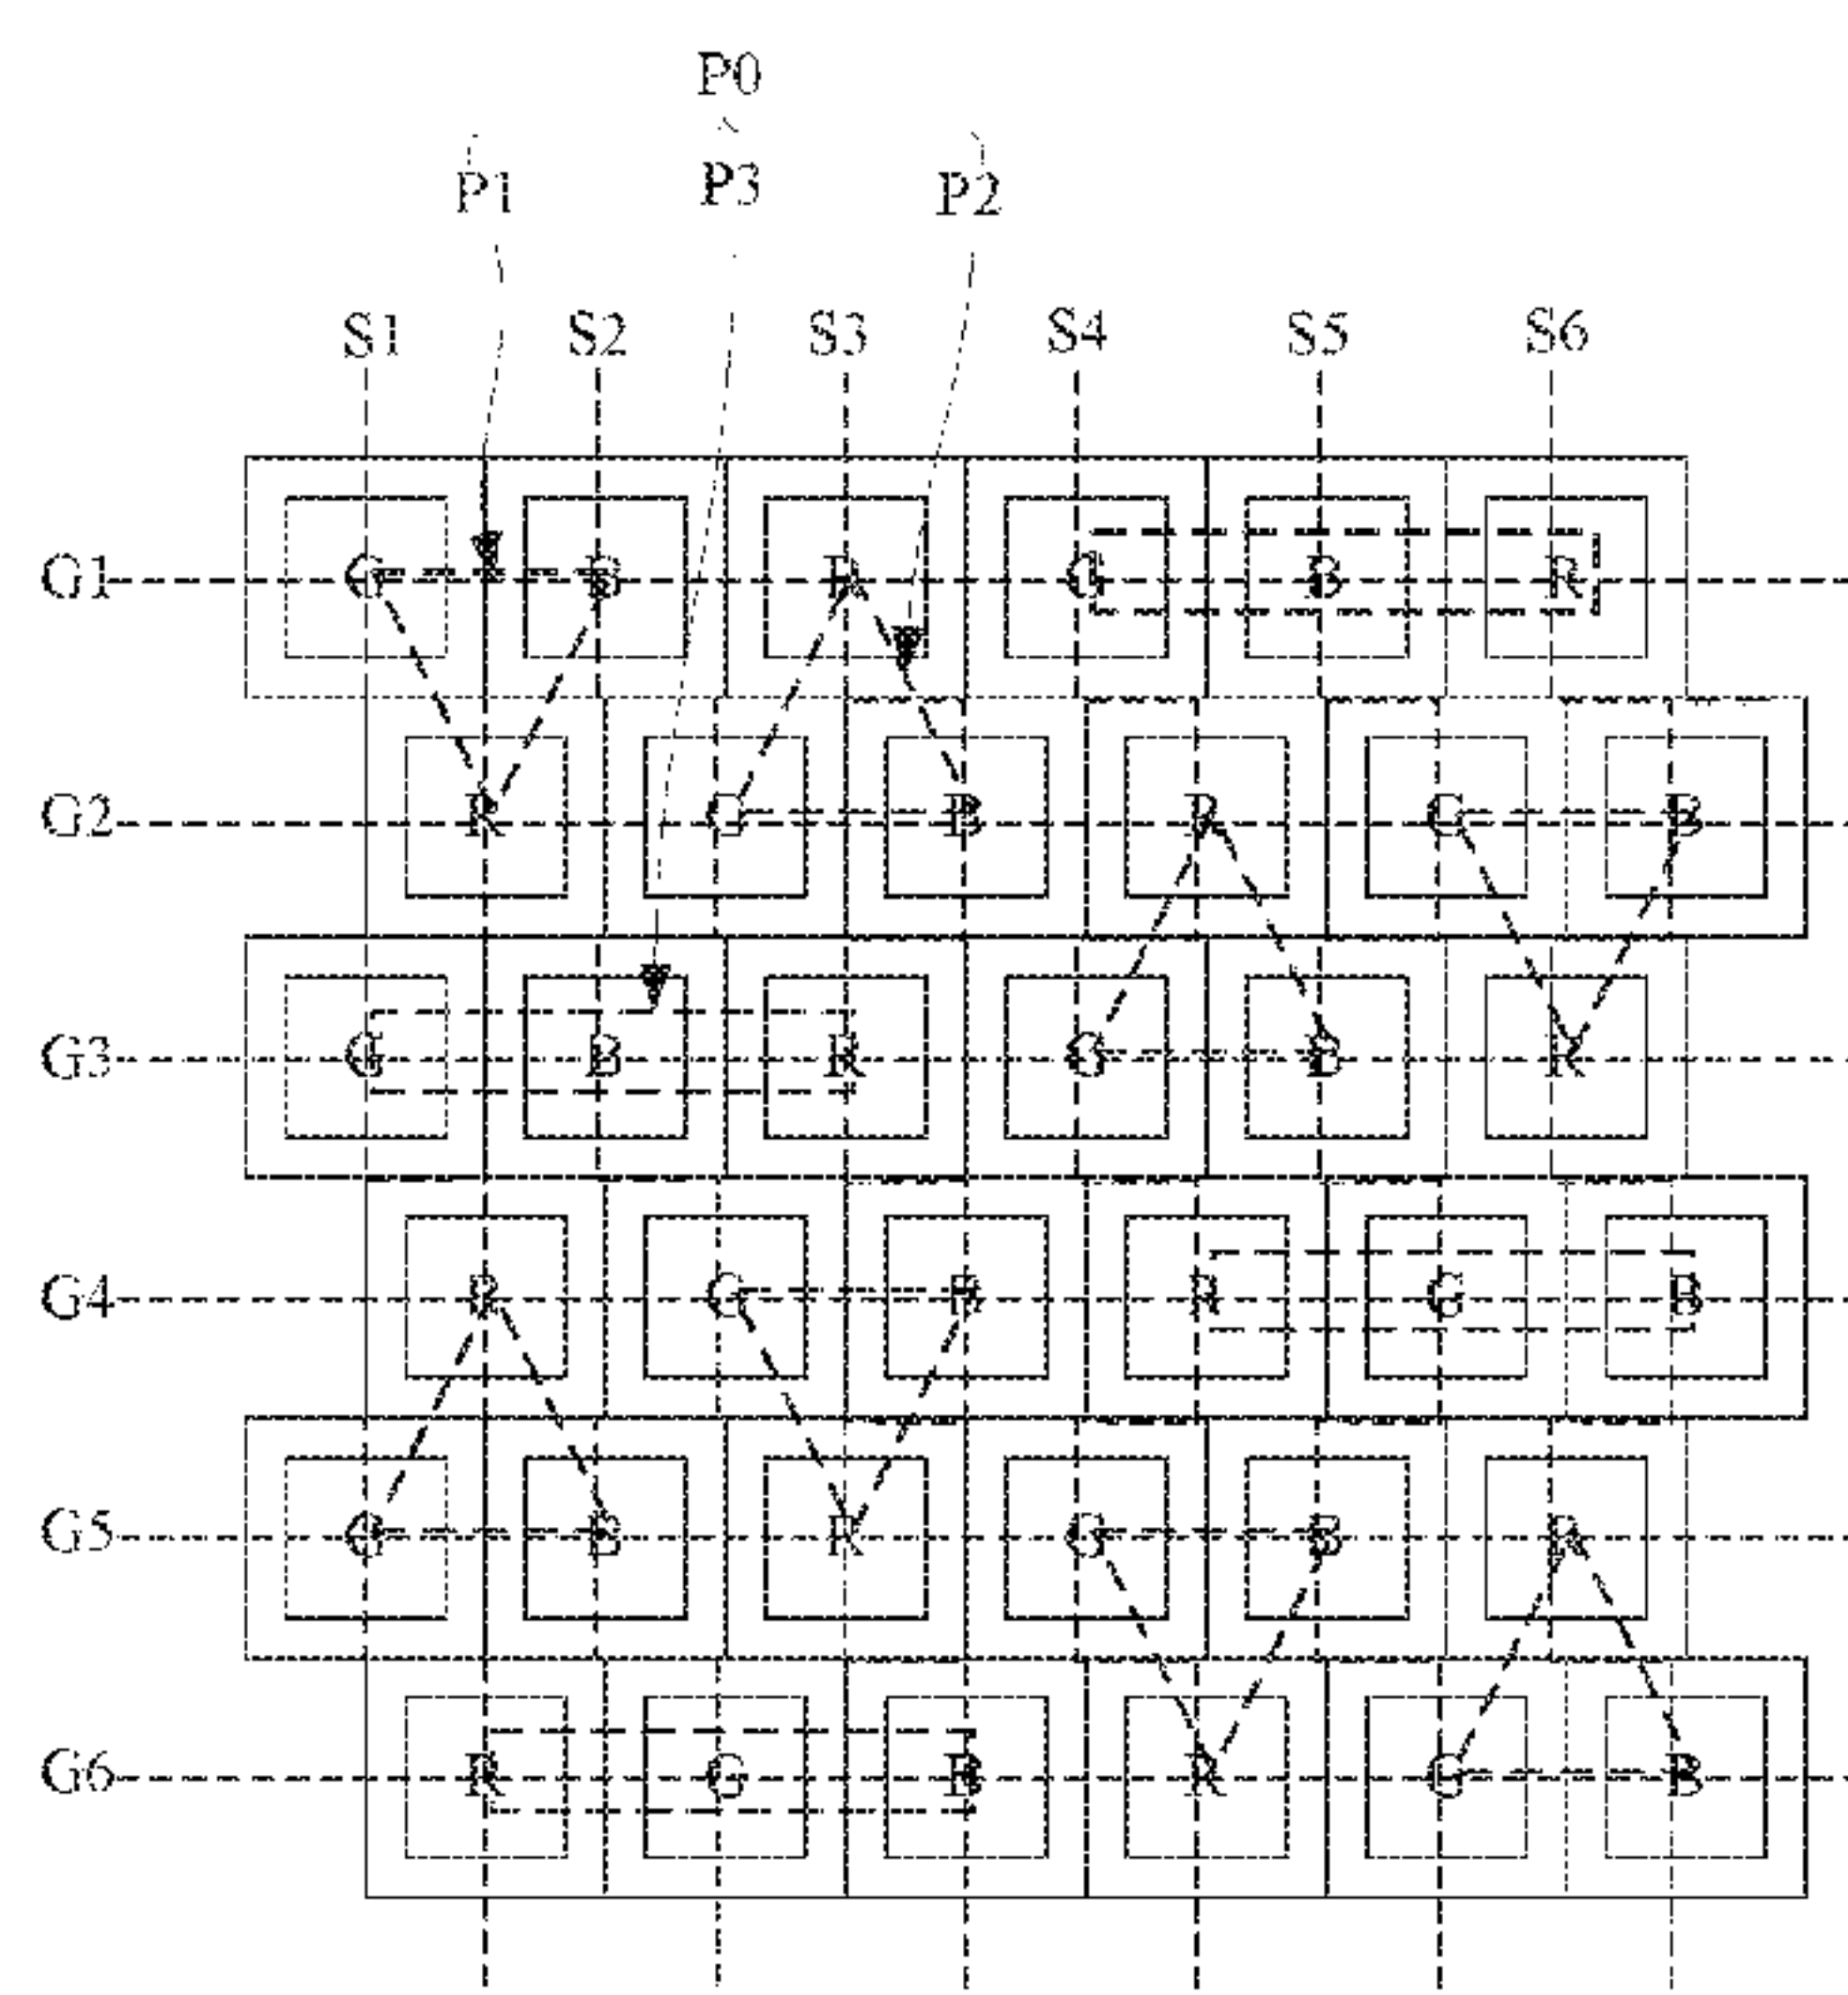 P0
P1 P3 P2
S1 S2 S3 S4 S5 S6
G1 G B R G B R
G2 R G B R G B
G3 G B R G B R
G4 R G B R G B
G5 G B R G B R
G6 R G B R G B